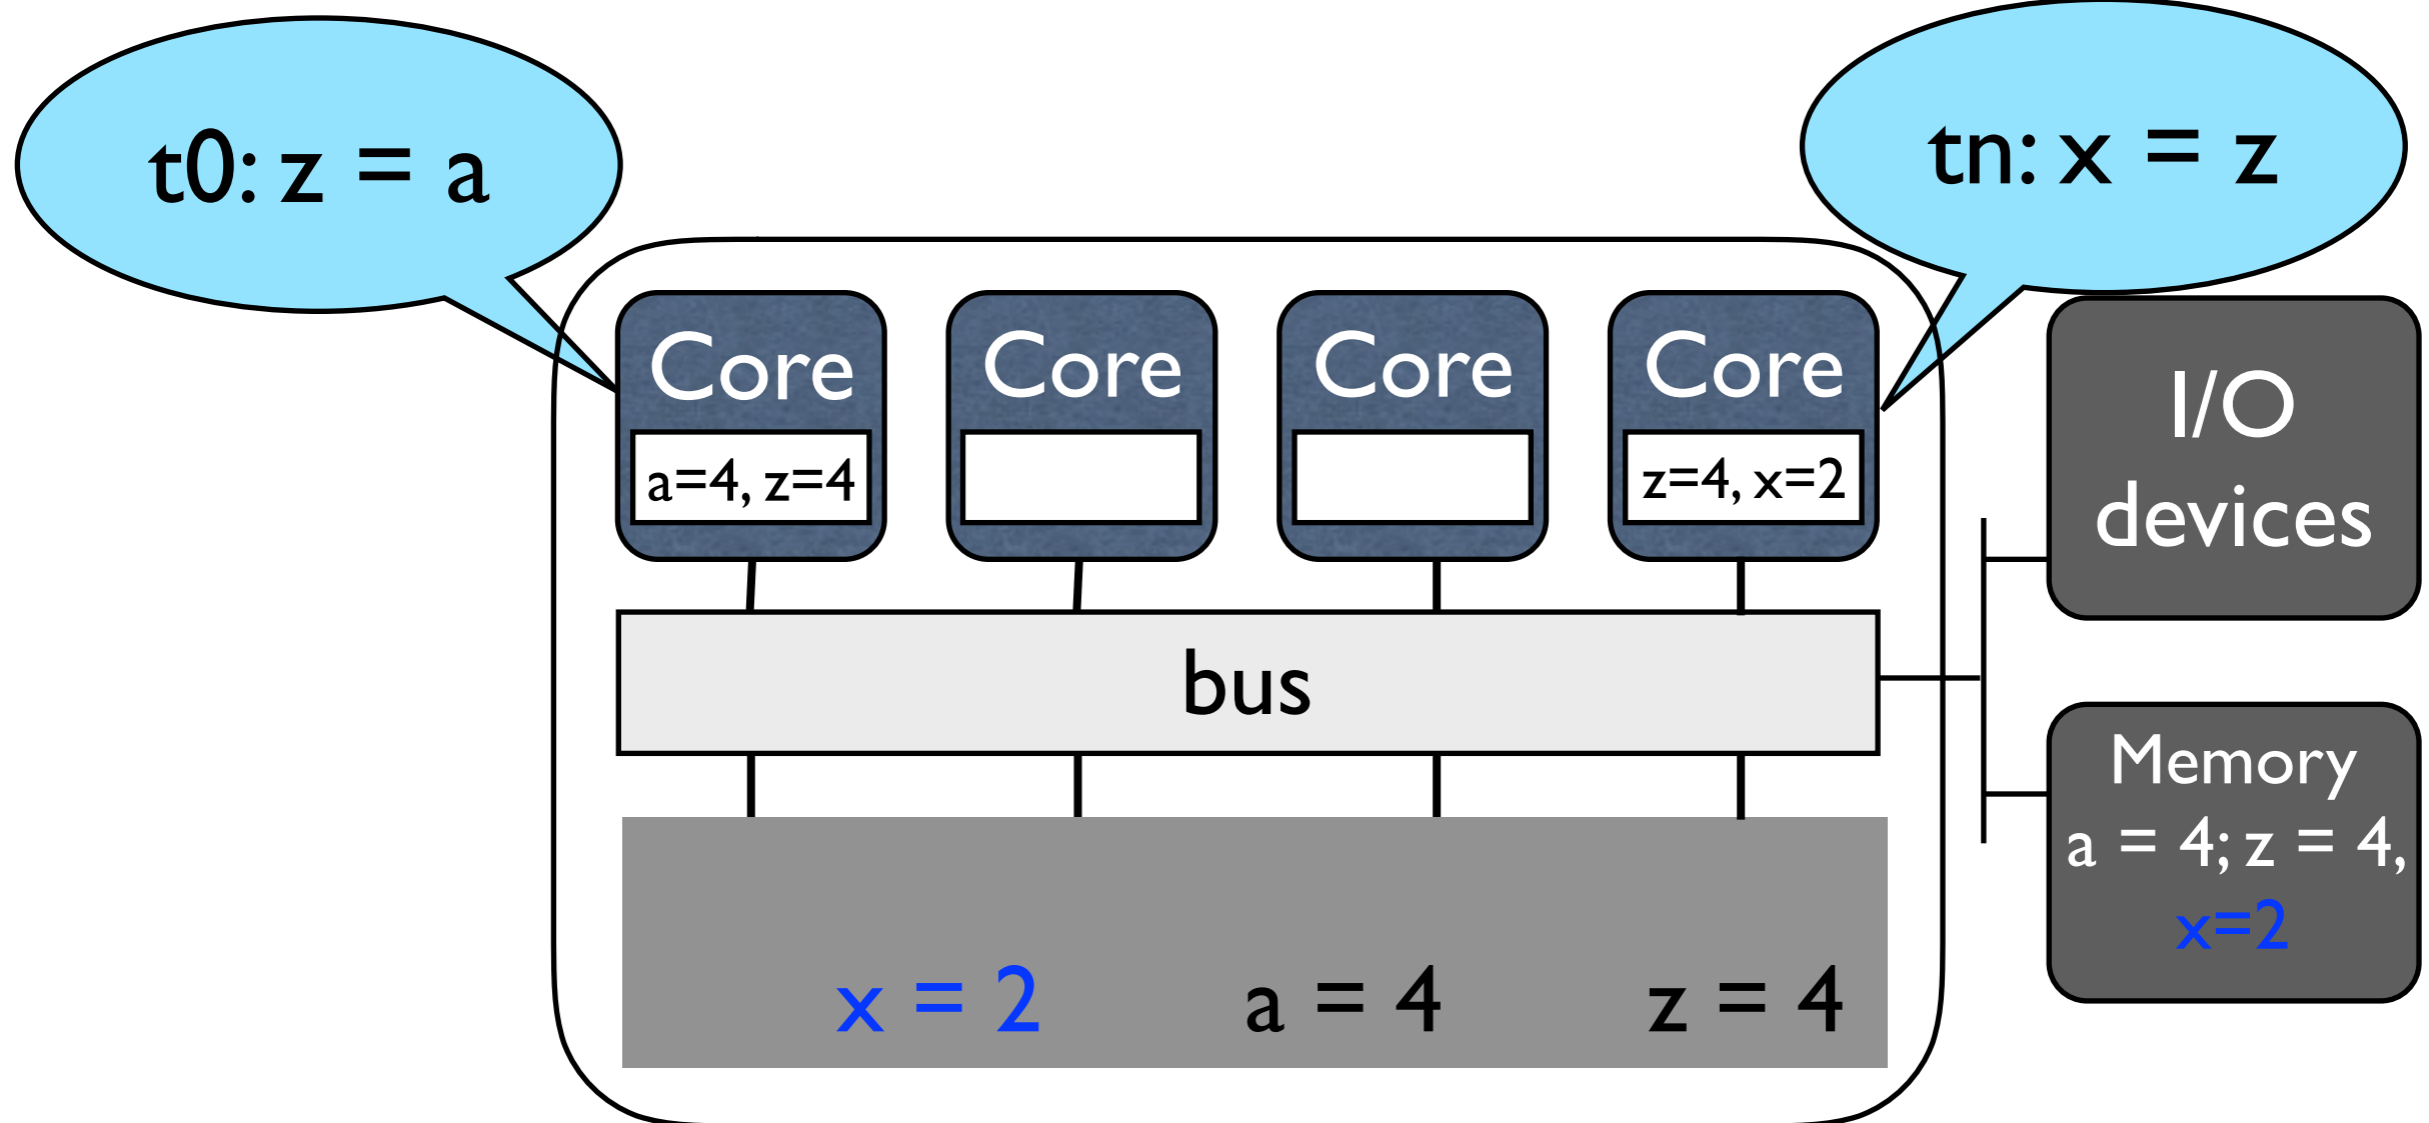 t0: z = a
tn: x = z
Core
Core
Core
Core
a=4, z=4
z=4, x=2
I/O
devices
bus
Memory
a = 4; z = 4,
x=2
x = 2
a = 4
z = 4